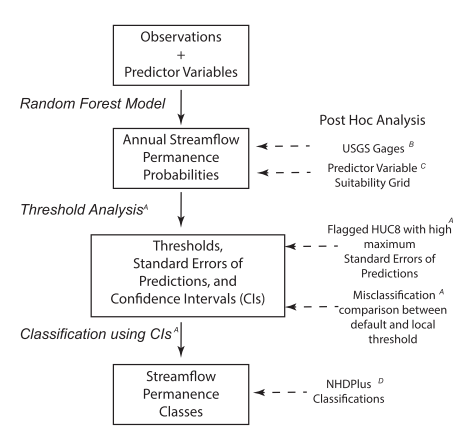 Observations
+
Predictor Variables
Random Forest Model
Post Hoc Analysis
Annual Streamflow
Permanence
Probabilities
USGS Gages B
Predictor Variable C
Suitability Grid
Threshold Analysis A
Thresholds,
Standard Errors of
Predictions, and
Confidence Intervals (CIs)
Flagged HUC8 with high A
maximum
Standard Errors of
Predictions
Misclassification A
comparison between
default and local
threshold
Classification using CIs A
Streamflow
Permanence
Classes
NHDPlus D
Classifications